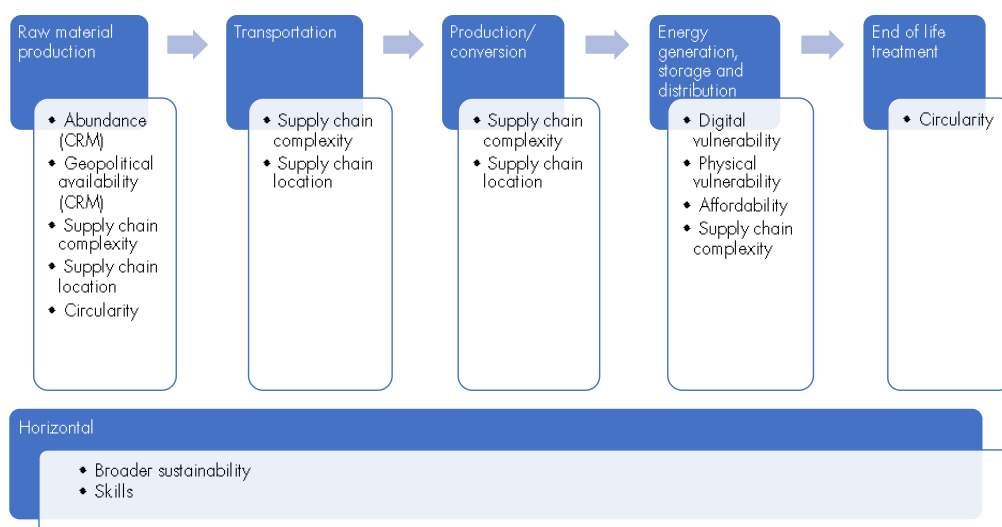 Raw material
production
◆ Abundance
(CRM)
◆ Geopolitical
availability
(CRM)
◆ Supply chain
complexity
◆ Supply chain
location
◆ Circularity
Transportation
◆ Supply chain
complexity
◆ Supply chain
location
Production/
conversion
◆ Supply chain
complexity
◆ Supply chain
location
Energy
generation,
storage and
distribution
◆ Digital
vulnerability
◆ Physical
vulnerability
◆ Affordability
◆ Supply chain
complexity
End of life
treatment
◆ Circularity
Horizontal
◆ Broader sustainability
◆ Skills